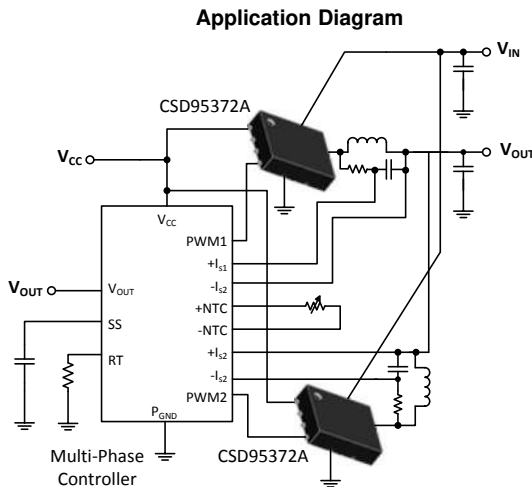 Application Diagram
V_IN
CSD95372A
V_CC
V_OUT
V_CC
PWM1
+I_s1
-I_s2
V_OUT
V_OUT
+NTC
SS
-NTC
RT
+I_s2
-I_s2
PWM2
P_GND
Multi-Phase
Controller
CSD95372A